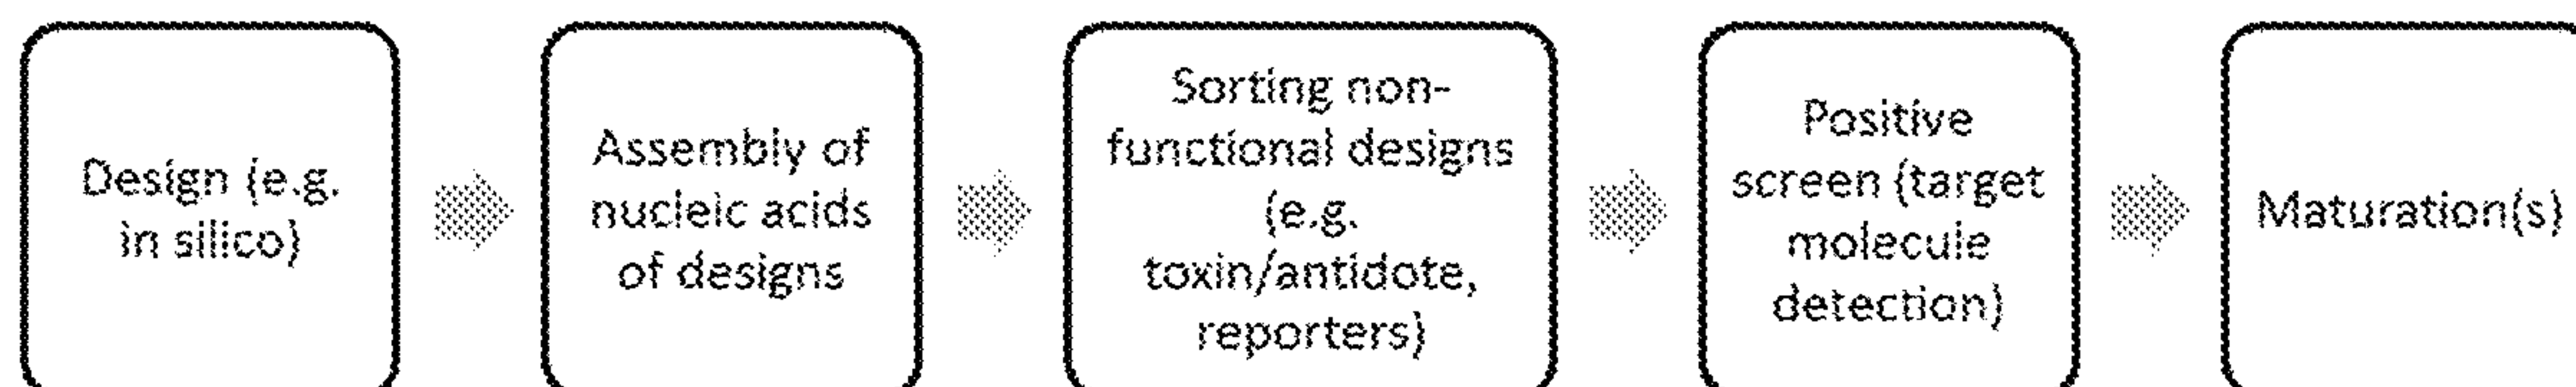 Design (e.g.
in silico)
Assembly of
nucleic acids
of designs
Sorting non-
functional designs
(e.g.
toxin/antidote,
reporters)
Positive
screen (target
molecule
detection)
Maturation(s)